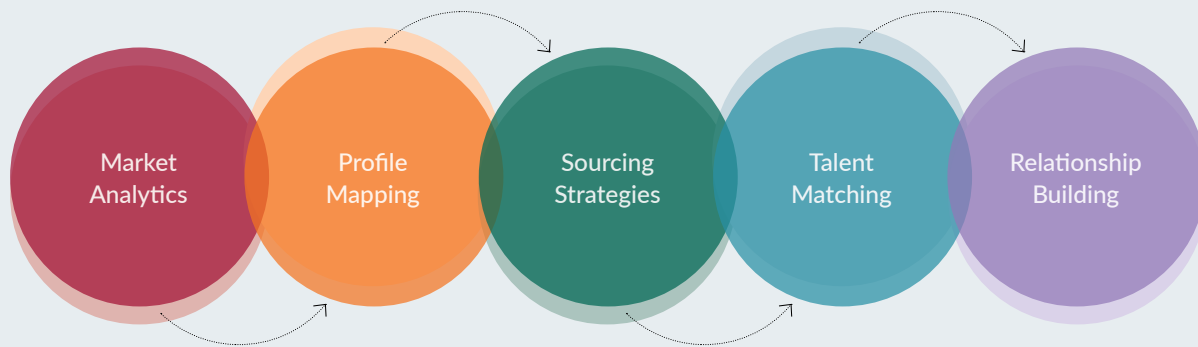 Market
Analytics
Profile
Mapping
Sourcing
Strategies
Talent
Matching
Relationship
Building